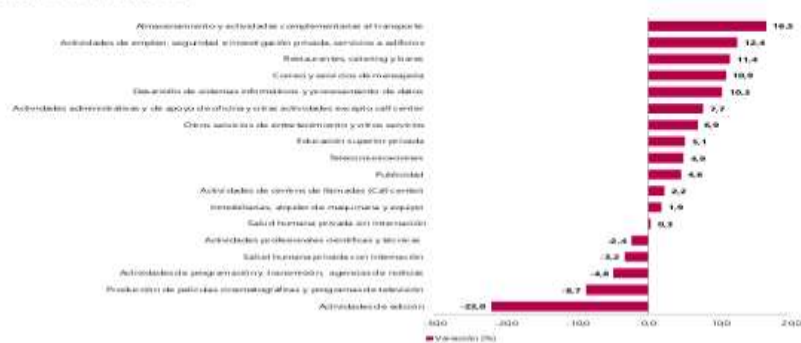 Almacenamiento y actividades complementarias al transporte 16,5
Actividades de empleo, seguridad e investigación privada, servicios a edificios 12,4
Restaurantes, catering y bares 11,4
Correo y servicios de mensajería 10,9
Desarrollo de sistemas informáticos y procesamiento de datos 10,3
Actividades administrativas y de apoyo de oficina y otras actividades excepto call center 7,7
Otros servicios de entretenimiento y otros servicios 6,9
Educación superior privada 5,1
Telecomunicaciones 4,9
Publicidad 4,6
Actividades de centros de llamadas (Call center) 2,2
Inmobiliarias, alquiler de maquinaria y equipo 1,9
Salud humana privada sin internación 0,3
Actividades profesionales científicas y técnicas -2,4
Salud humana privada con internación -3,2
Actividades de programación y transmisión, agencias de noticias -4,8
Producción de películas cinematográficas y programas de televisión -8,7
Actividades de edición
-30,0 -20,0 -10,0 0,0 10,0 20,0
Variación (%)